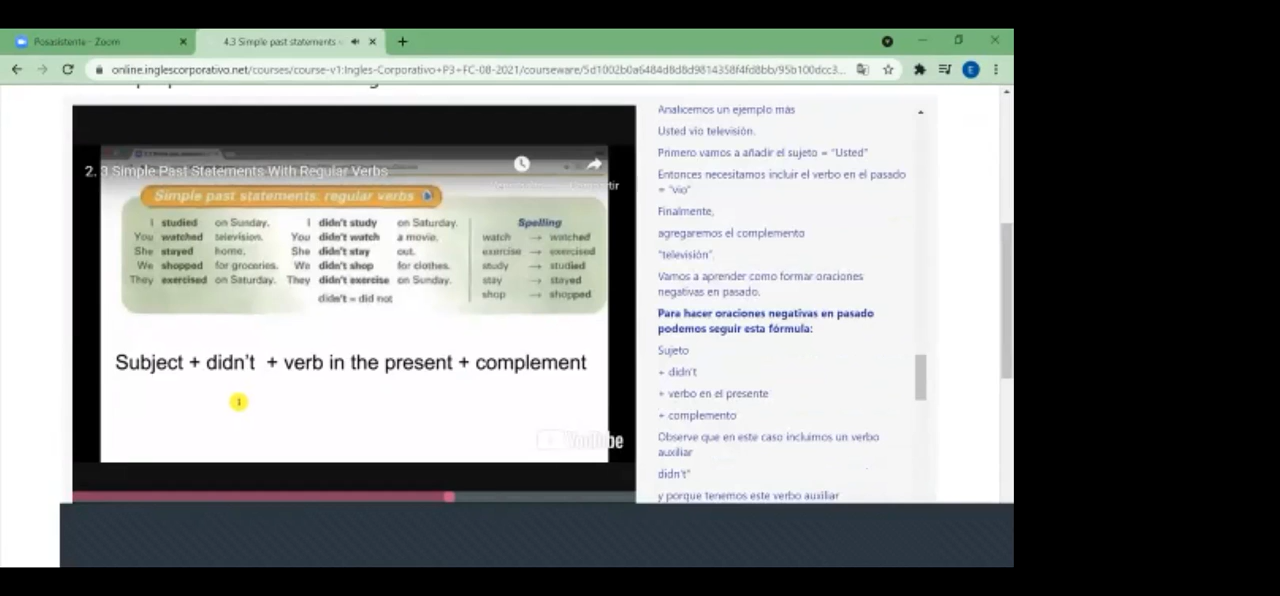 Posasistente - Zoom
4.3 Simple past statements -
online.inglescorporativo.net/courses/course-v1:Ingles-Corporativo+P3+FC-08-2021/courseware/5d1002b0a6484d8d8d9814358f4fd8bb/95b100dcc3...
E
2. 3 Simple Past Statements With Regular Verbs
Simple past statements: regular verbs
I studied on Sunday. I didn't study on Saturday. Spelling
You watched television. You didn't watch a movie. watch → watched
She stayed home. She didn't stay out. exercise → exercised
We shopped for groceries. We didn't shop for clothes. study → studied
They exercised on Saturday. They didn't exercise on Sunday. stay → stayed
didn't = did not shop → shopped
Subject + didn't + verb in the present + complement
1
YouTube
Analicemos un ejemplo más
Usted vio televisión.
Primero vamos a añadir el sujeto = "Usted"
Entonces necesitamos incluir el verbo en el pasado
= "vio"
Finalmente,
agregaremos el complemento
"televisión".
Vamos a aprender como formar oraciones
negativas en pasado.
Para hacer oraciones negativas en pasado
podemos seguir esta fórmula:
Sujeto
+ didn't
+ verbo en el presente
+ complemento
Observe que en este caso incluimos un verbo
auxiliar
didn't"
y porque tenemos este verbo auxiliar